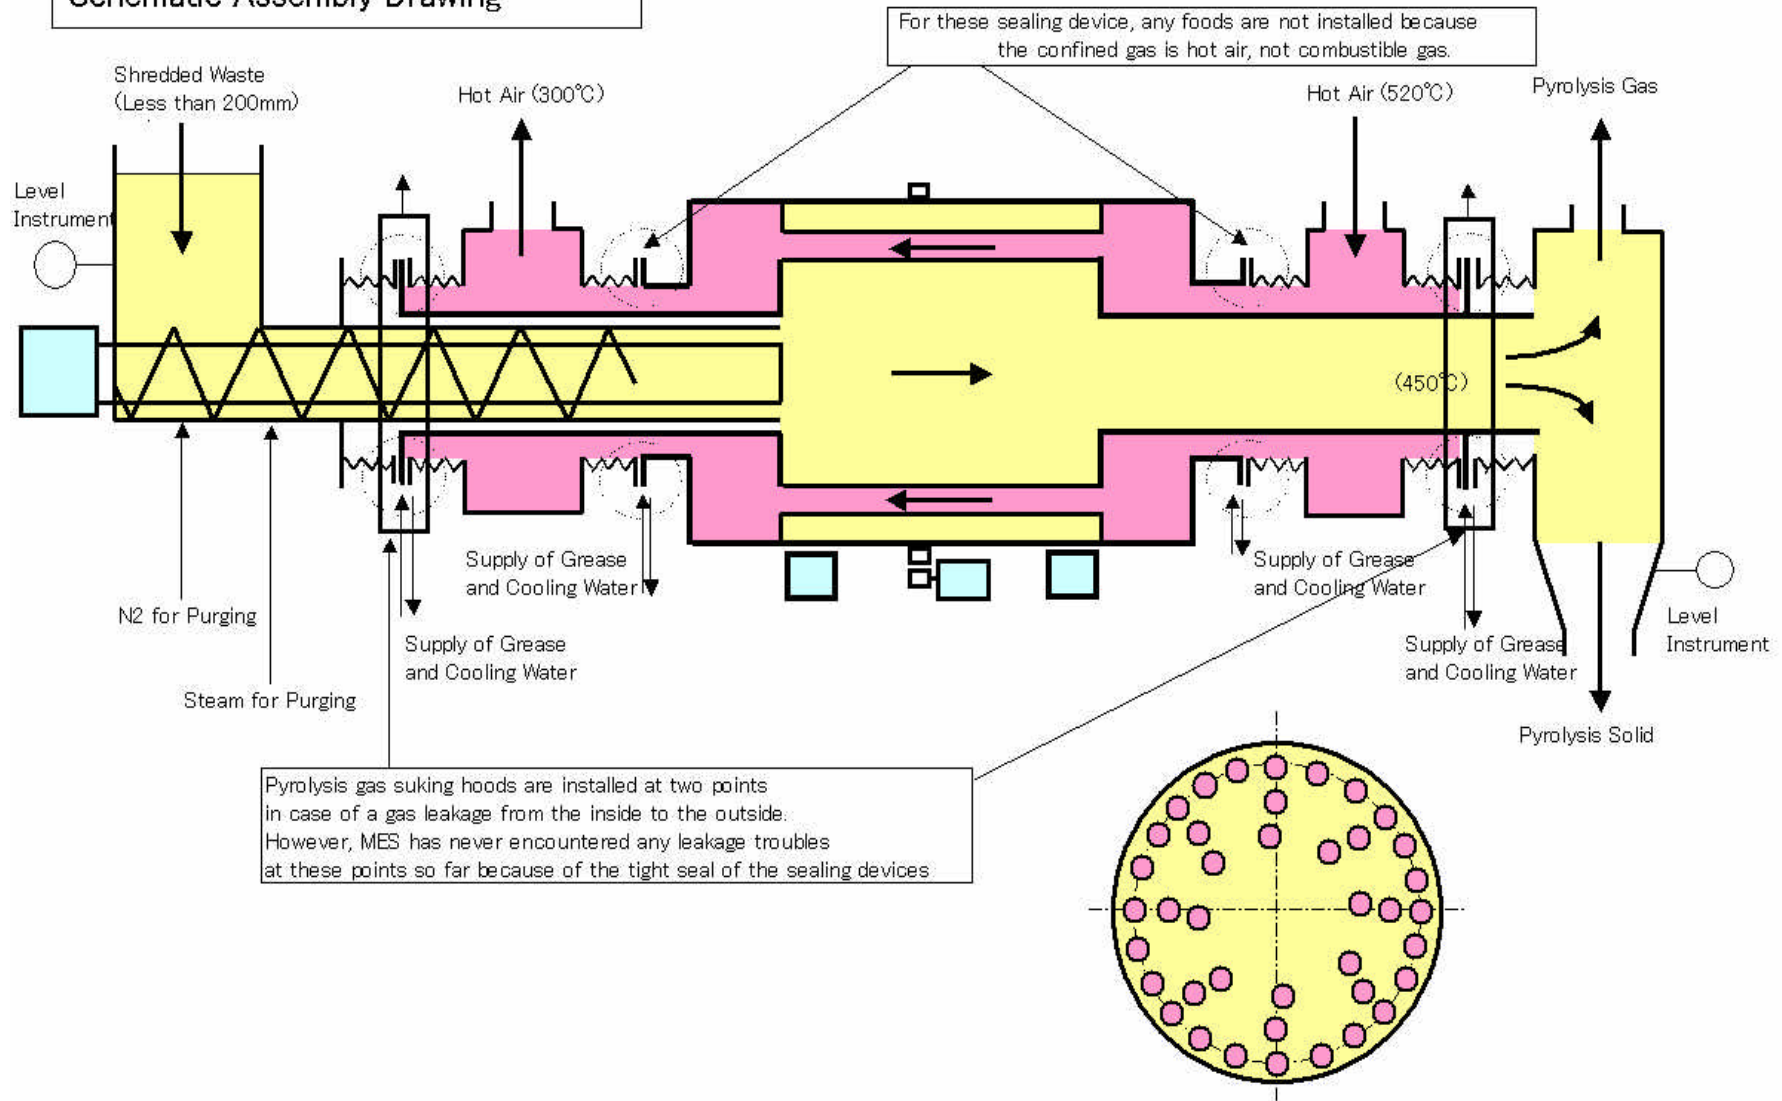 Schematic Assembly Drawing
For these sealing device, any foods are not installed because
the confined gas is hot air, not combustible gas.
Shredded Waste
(Less than 200mm)
Hot Air (300℃)
Hot Air (520℃)
Pyrolysis Gas
Level
Instrument
(450℃)
Supply of Grease
and Cooling Water
Supply of Grease
and Cooling Water
N2 for Purging
Supply of Grease
and Cooling Water
Supply of Grease
and Cooling Water
Level
Instrument
Steam for Purging
Pyrolysis Solid
Pyrolysis gas suking hoods are installed at two points
in case of a gas leakage from the inside to the outside.
However, MES has never encountered any leakage troubles
at these points so far because of the tight seal of the sealing devices